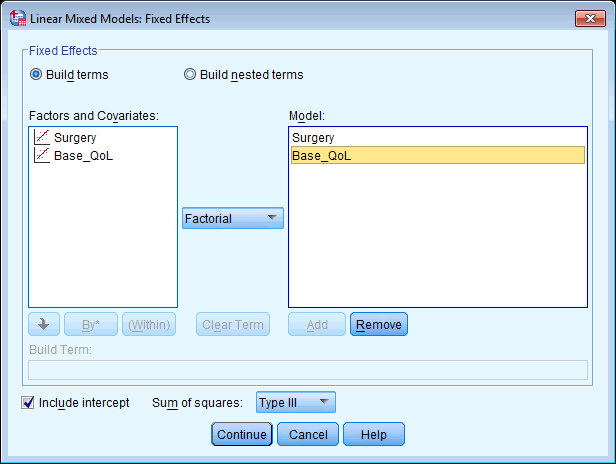 Linear Mixed Models: Fixed Effects
Fixed Effects
Build terms
Build nested terms
Factors and Covariates:
Model:
Surgery
Base_QoL
Surgery
Base_QoL
Factorial
By*
(Within)
Clear Term
Add
Remove
Build Term:
Include intercept
Sum of squares:
Type III
Continue
Cancel
Help